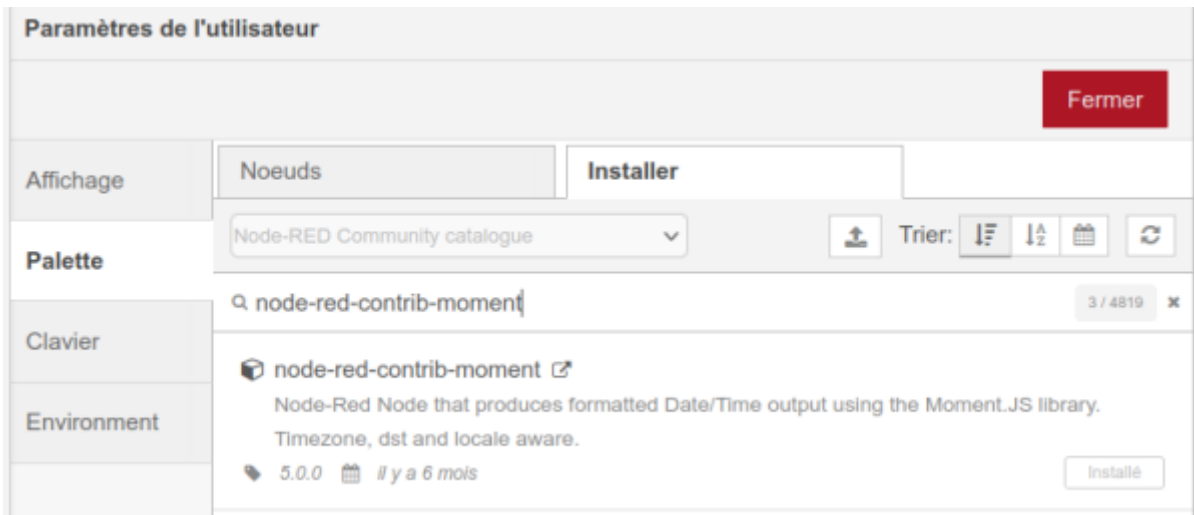 Paramètres de l'utilisateur
Fermer
Affichage
Palette
Clavier
Environment
Noeuds
Installer
Node-RED Community catalogue
Trier:
node-red-contrib-moment
3 / 4819
node-red-contrib-moment
Node-Red Node that produces formatted Date/Time output using the Moment.JS library.
Timezone, dst and locale aware.
5.0.0 il y a 6 mois
Installé